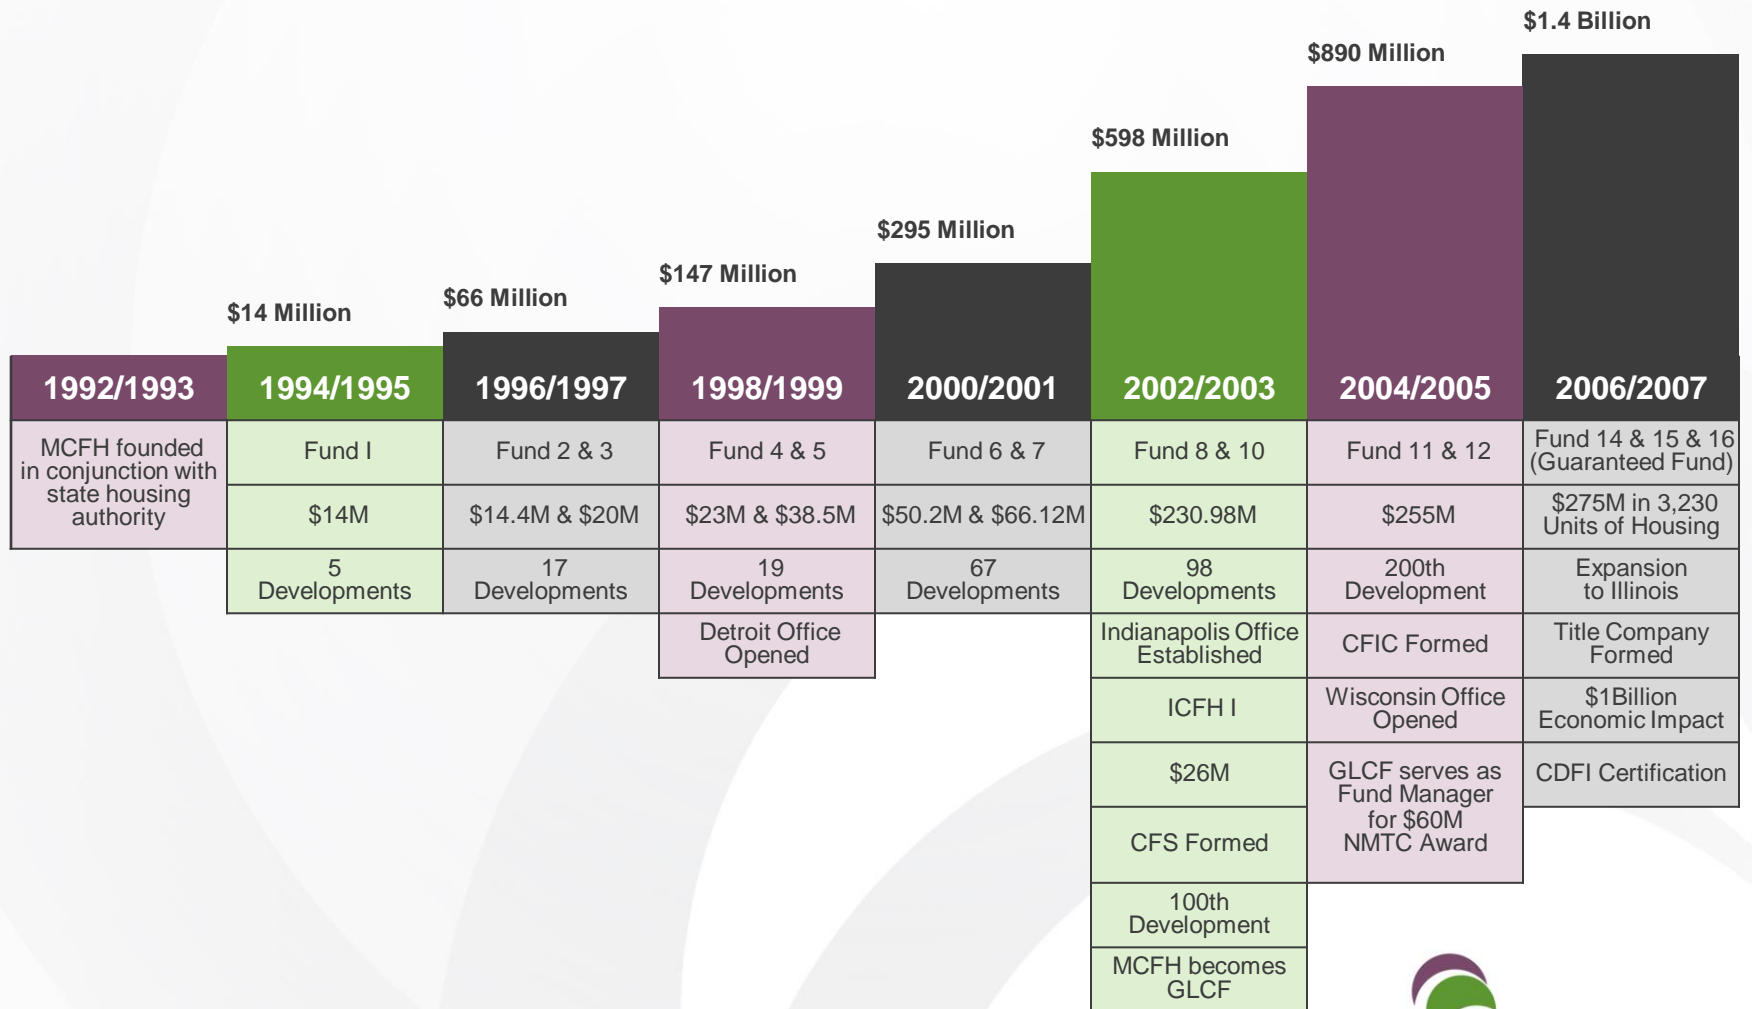 $1.4 Billion
$890 Million
$598 Million
$295 Million
$147 Million
$66 Million
$14 Million
1992/1993
1994/1995
1996/1997
1998/1999
2000/2001
2002/2003
2004/2005
2006/2007
MCFH founded
in conjunction with
state housing
authority
Fund I
$14M
5
Developments
Fund 2 & 3
$14.4M & $20M
17
Developments
Fund 4 & 5
$23M & $38.5M
19
Developments
Detroit Office
Opened
Fund 6 & 7
$50.2M & $66.12M
67
Developments
Fund 8 & 10
$230.98M
98
Developments
Indianapolis Office
Established
ICFH I
$26M
CFS Formed
100th
Development
MCFH becomes
GLCF
Fund 11 & 12
$255M
200th
Development
CFIC Formed
Wisconsin Office
Opened
GLCF serves as
Fund Manager
for $60M
NMTC Award
Fund 14 & 15 & 16
(Guaranteed Fund)
$275M in 3,230
Units of Housing
Expansion
to Illinois
Title Company
Formed
$1Billion
Economic Impact
CDFI Certification